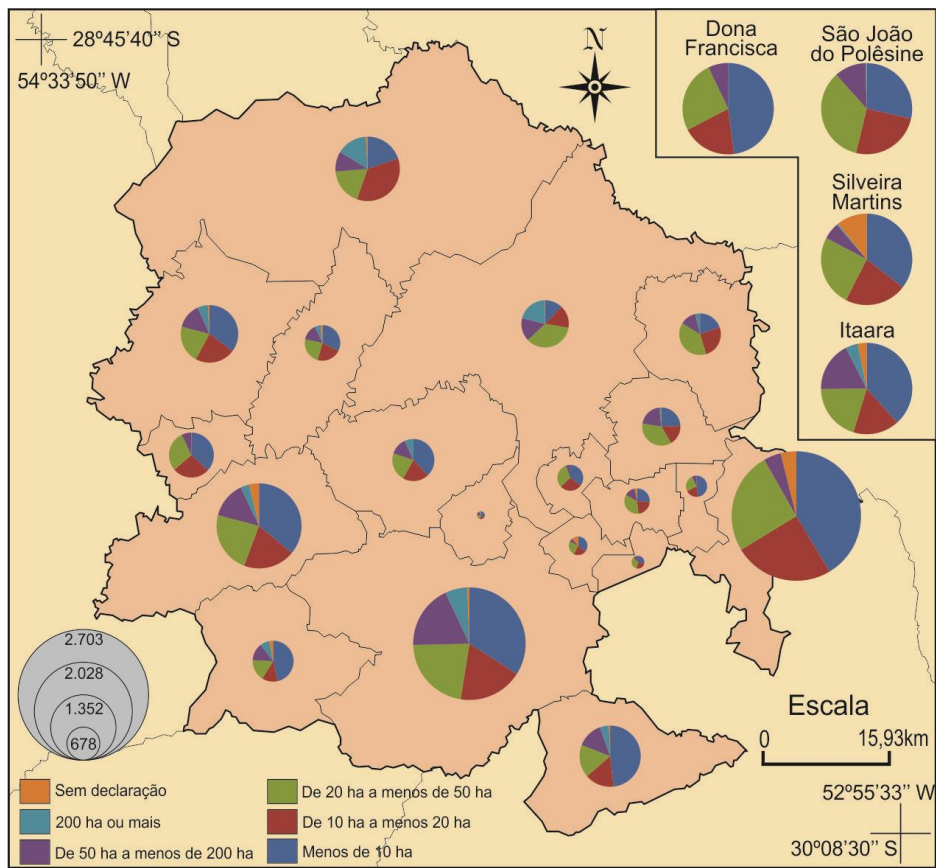 28º45'40'' S
54º33'50'' W
N
Dona
Francisca
São João
do Polêsine
Silveira
Martins
Itaara
2.703
2.028
1.352
678
Escala
0 15,93km
Sem declaração
200 ha ou mais
De 50 ha a menos de 200 ha
De 20 ha a menos de 50 ha
De 10 ha a menos 20 ha
Menos de 10 ha
52º55'33'' W
30º08'30'' S